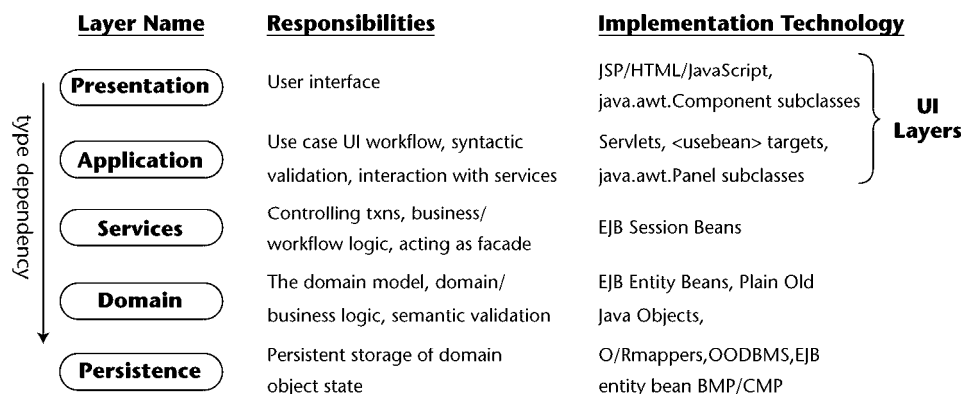 Layer Name Responsibilities Implementation Technology
Presentation User interface JSP/HTML/JavaScript,
java.awt.Component subclasses
UI
Layers
type dependency
Application Use case UI workflow, syntactic Servlets, <usebean> targets,
validation, interaction with services java.awt.Panel subclasses
Services Controlling txns, business/ EJB Session Beans
workflow logic, acting as facade
Domain The domain model, domain/ EJB Entity Beans, Plain Old
business logic, semantic validation Java Objects,
Persistence Persistent storage of domain O/Rmappers,OODBMS,EJB
object state entity bean BMP/CMP